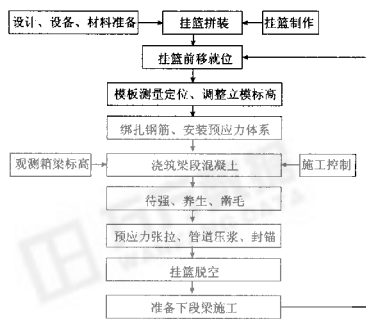 设计、设备、材料准备
挂篮拼装
挂篮制作
挂篮前移就位
模板测量定位、调整立模标高
绑扎钢筋、安装预应力体系
观测箱梁标高
浇筑梁段混凝土
施工控制
待强、养生、凿毛
预应力张拉、管道压浆、封锚
挂篮脱空
准备下段梁施工